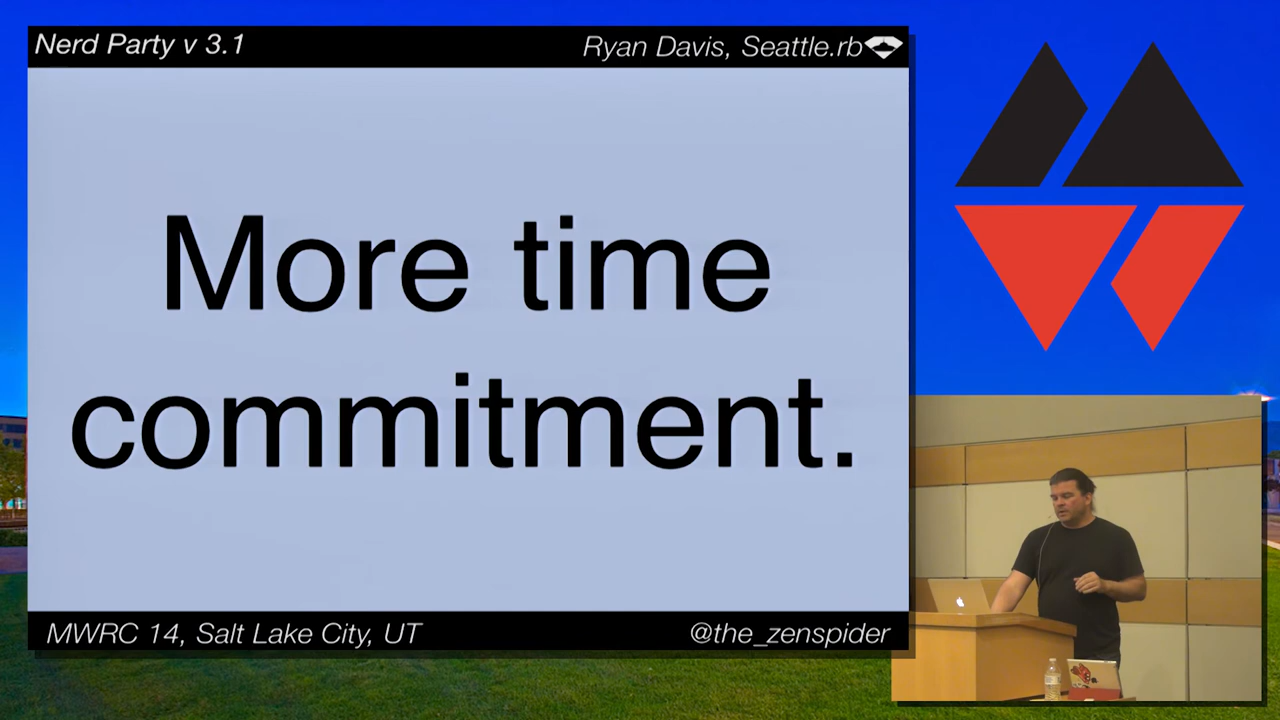 Nerd Party v 3.1
Ryan Davis, Seattle.rb
More time
commitment.
MWRC 14, Salt Lake City, UT
@the_zenspider